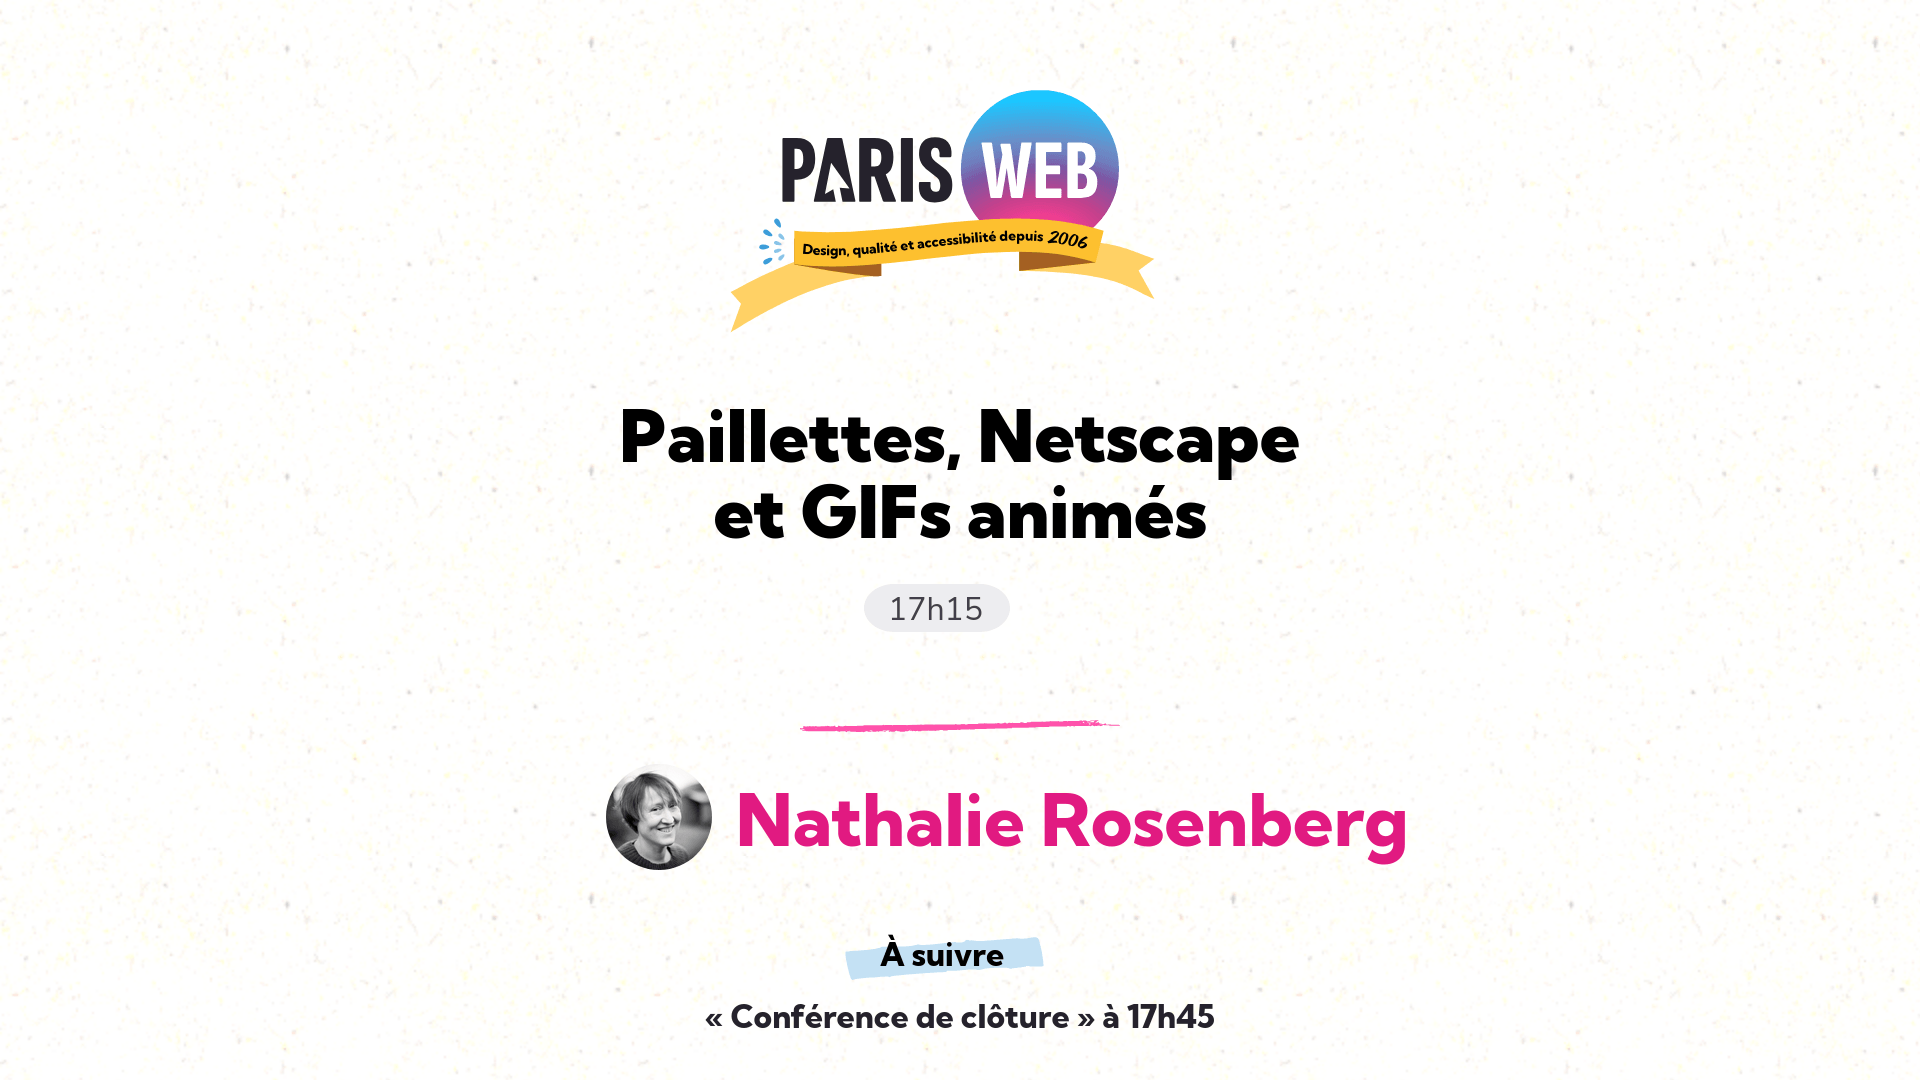 PARIS WEB
Design, qualité et accessibilité depuis 2006
Paillettes, Netscape
et GIFs animés
17h15
Nathalie Rosenberg
À suivre
« Conférence de clôture » à 17h45